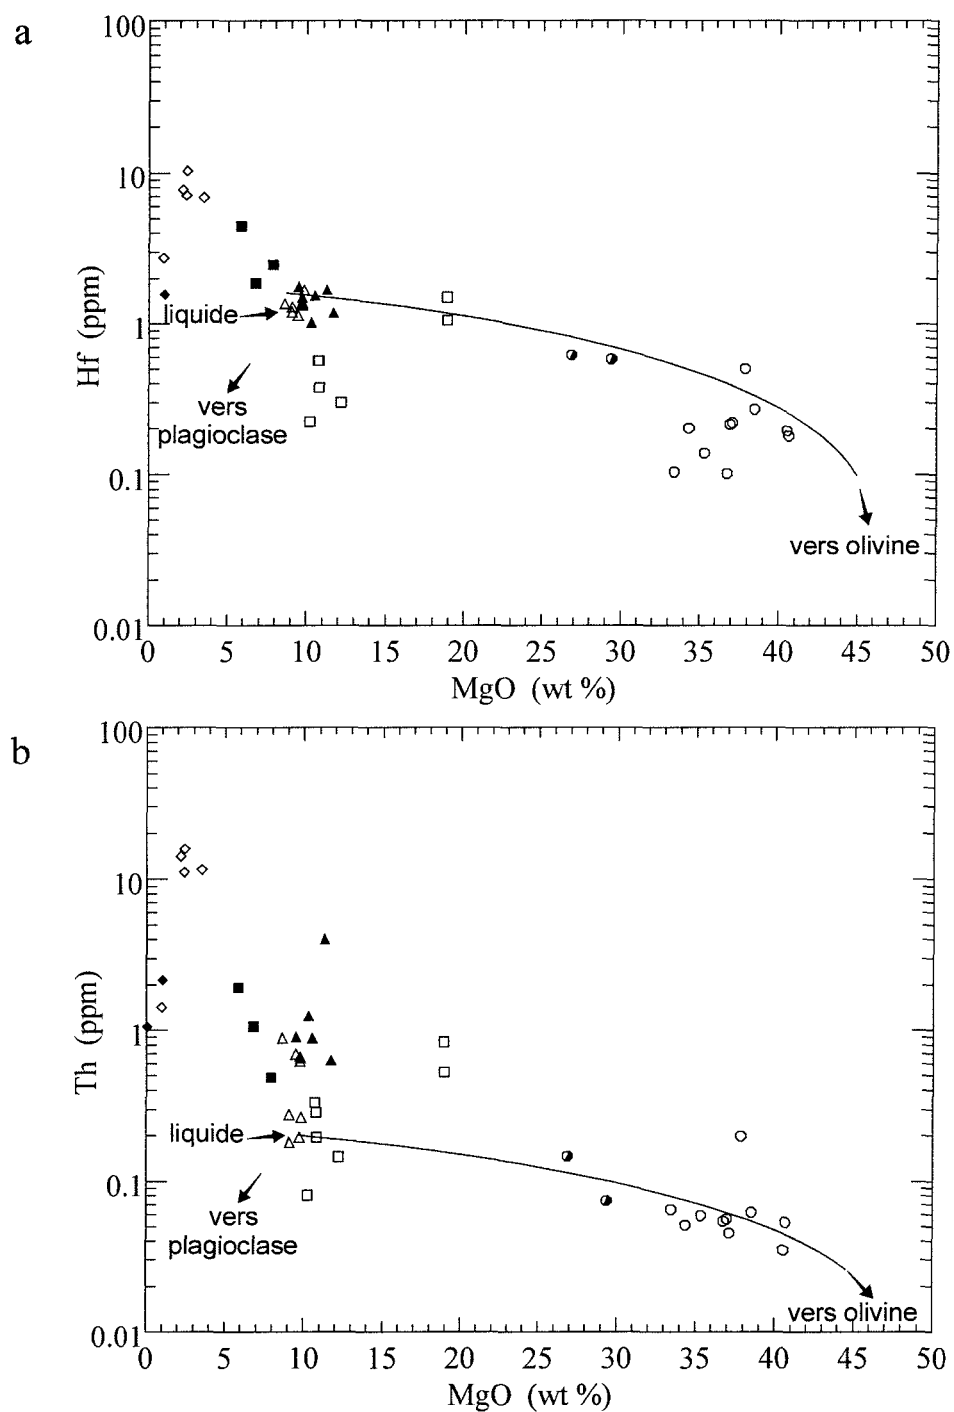 a
100
10
1
0.1
0.01
Hf (ppm)
liquide
vers
plagioclase
vers olivine
0 5 10 15 20 25 30 35 40 45 50
MgO (wt %)
b
100
10
1
0.1
0.01
Th (ppm)
liquide
vers
plagioclase
vers olivine
0 5 10 15 20 25 30 35 40 45 50
MgO (wt %)